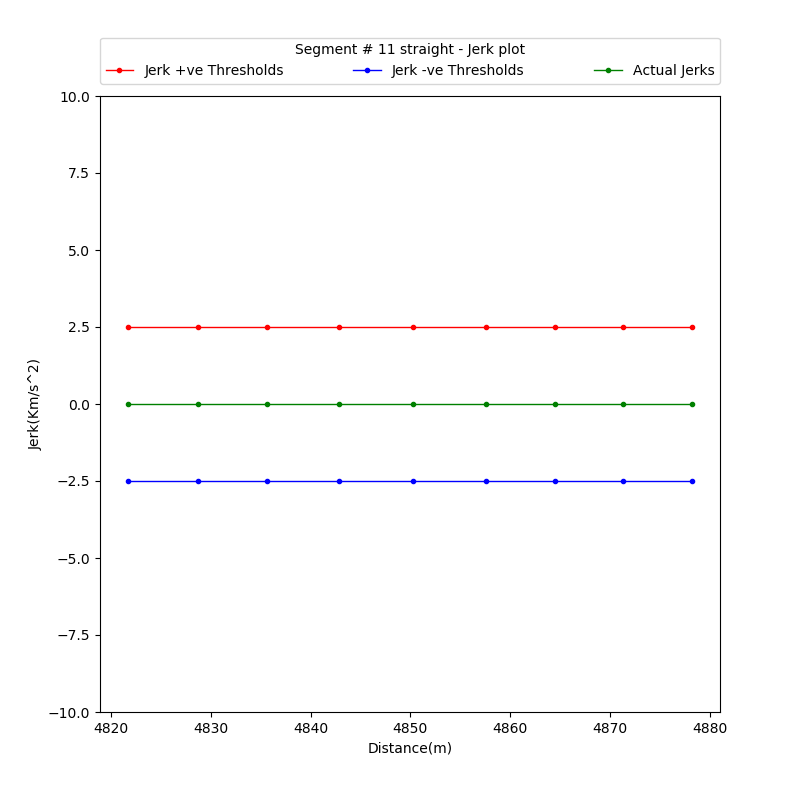 Segment # 11 straight - Jerk plot
Jerk +ve Thresholds Jerk -ve Thresholds Actual Jerks
10.0
7.5
5.0
2.5
0.0
−2.5
−5.0
−7.5
−10.0
Jerk(Km/s^2)
4820 4830 4840 4850 4860 4870 4880
Distance(m)